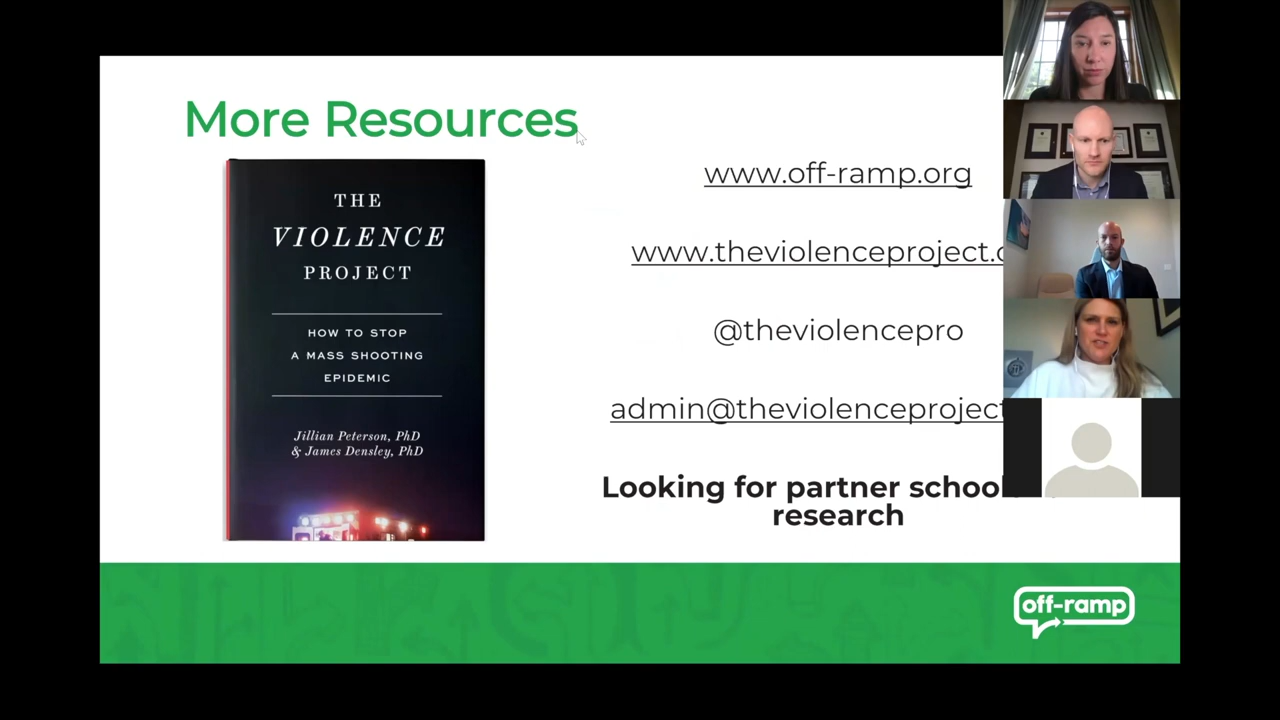 More Resources
THE
VIOLENCE
PROJECT
HOW TO STOP
A MASS SHOOTING
EPIDEMIC
Jillian Peterson, PhD
& James Densley, PhD
www.off-ramp.org
www.theviolenceproject.
@theviolencepro
admin@theviolenceproject
Looking for partner school
research
off-ramp